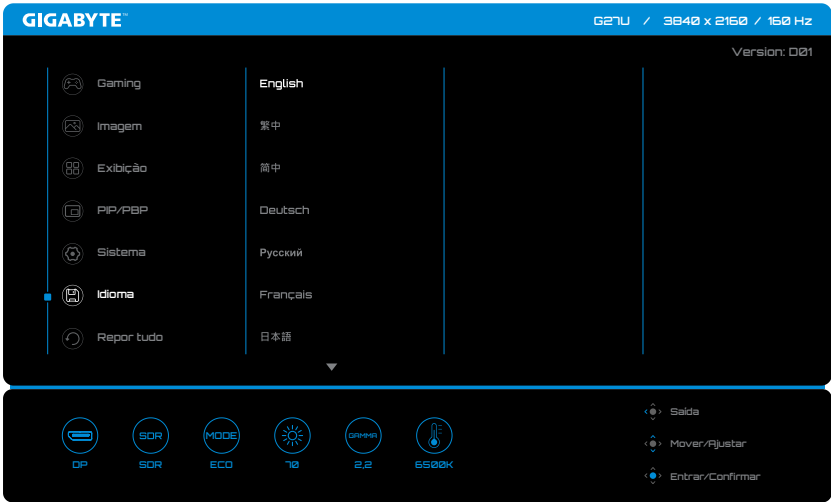 GIGABYTE™
G27U / 3840 x 2160 / 160 Hz
Version: D01
Gaming
Imagem
Exibição
PIP/PBP
Sistema
Idioma
Repor tudo
English
繁中
简中
Deutsch
Русский
Français
日本語
SDR
MODE
GAMMA
DP
SDR
ECO
70
2,2
6500K
Saída
Mover/Ajustar
Entrar/Confirmar